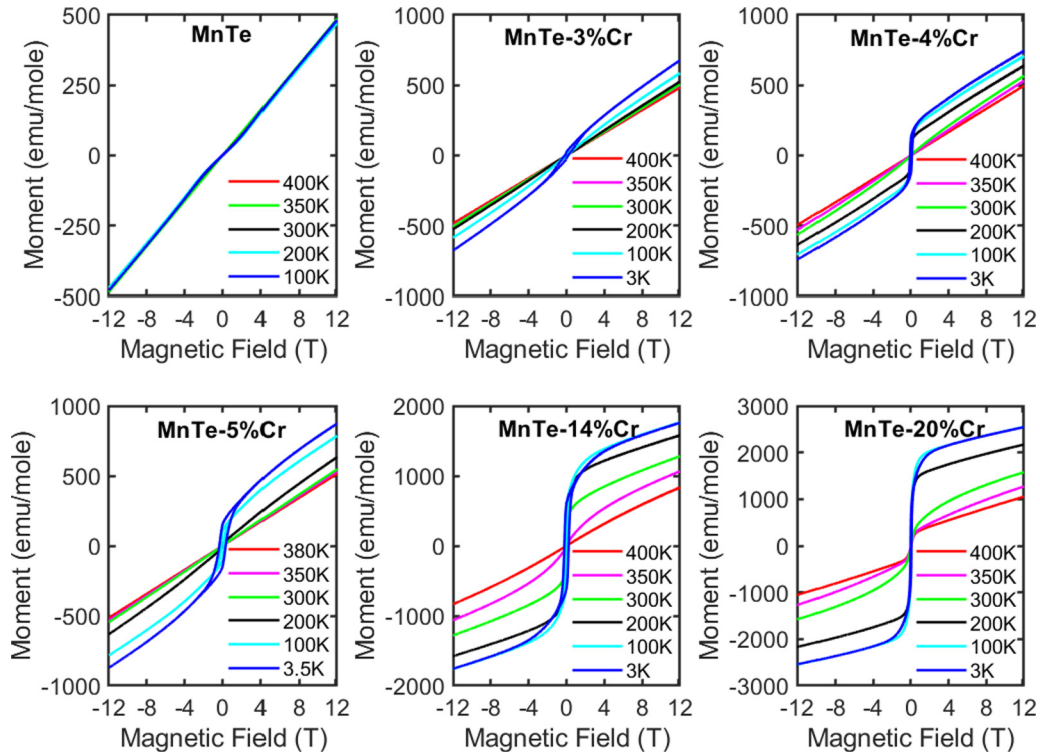 MnTe
Moment (emu/mole)
500
250
0
-250
-500
400K
350K
300K
200K
100K
-12 -8 -4 0 4 8 12
Magnetic Field (T)
MnTe-3%Cr
Moment (emu/mole)
1000
500
0
-500
-1000
400K
350K
300K
200K
100K
3K
-12 -8 -4 0 4 8 12
Magnetic Field (T)
MnTe-4%Cr
Moment (emu/mole)
1000
500
0
-500
-1000
400K
350K
300K
200K
100K
3K
-12 -8 -4 0 4 8 12
Magnetic Field (T)
MnTe-5%Cr
Moment (emu/mole)
1000
500
0
-500
-1000
380K
350K
300K
200K
100K
3.5K
-12 -8 -4 0 4 8 12
Magnetic Field (T)
MnTe-14%Cr
Moment (emu/mole)
2000
1000
0
-1000
-2000
400K
350K
300K
200K
100K
3K
-12 -8 -4 0 4 8 12
Magnetic Field (T)
MnTe-20%Cr
Moment (emu/mole)
3000
2000
1000
0
-1000
-2000
-3000
400K
350K
300K
200K
100K
3K
-12 -8 -4 0 4 8 12
Magnetic Field (T)